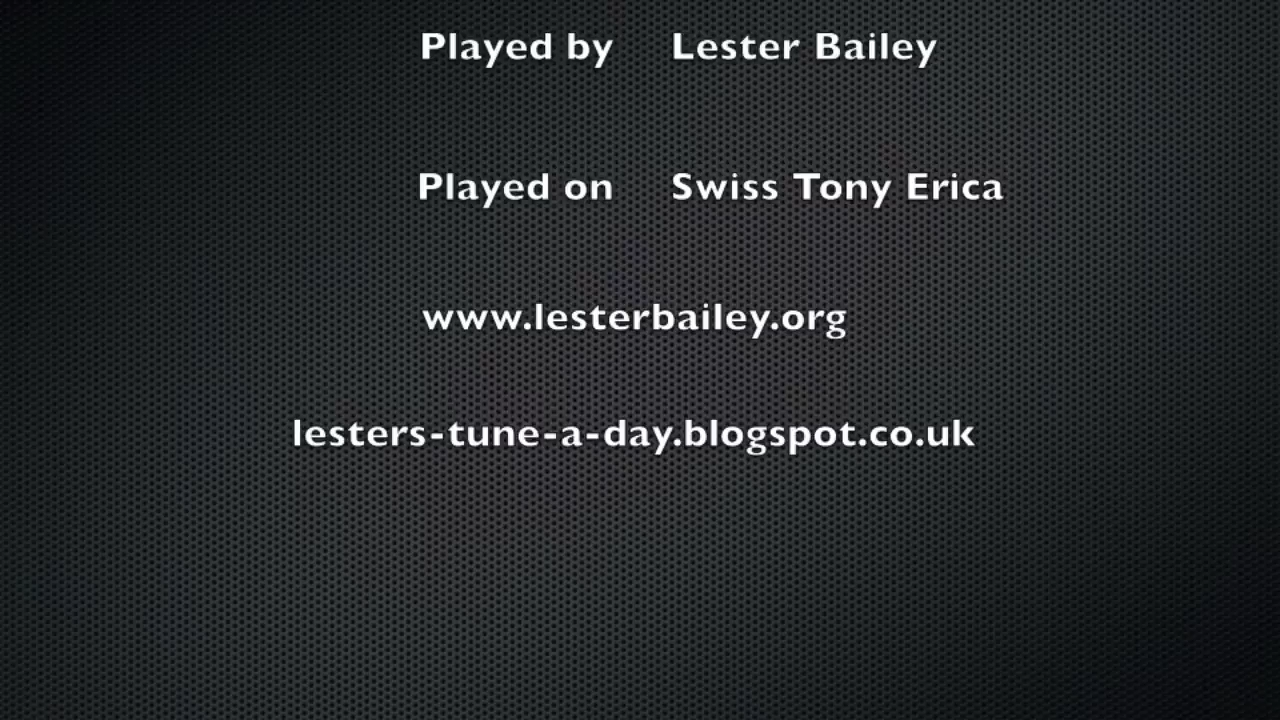 Played by Lester Bailey
Played on Swiss Tony Erica
www.lesterbailey.org
lesters-tune-a-day.blogspot.co.uk